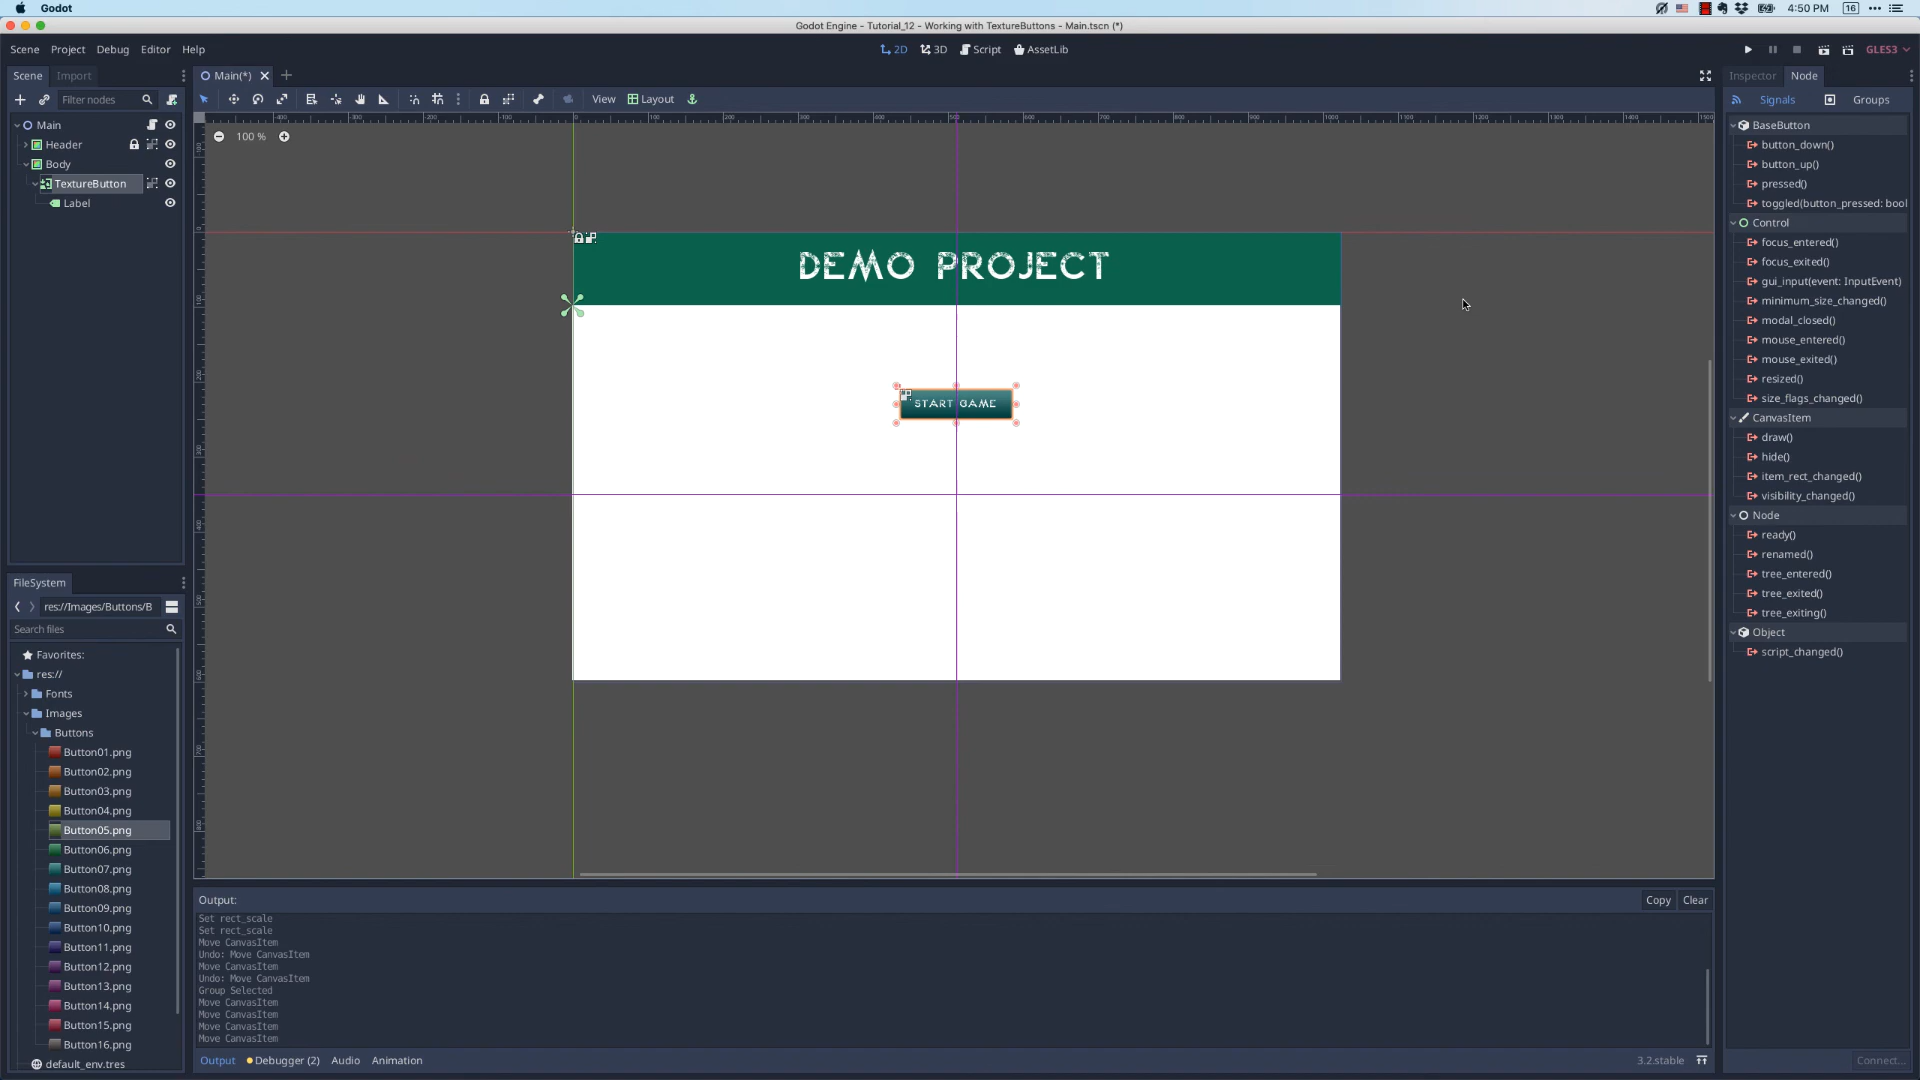 Godot
4:50 PM
16
Godot Engine - Tutorial_12 - Working with TextureButtons - Main.tscn (*)
Scene Project Debug Editor Help
2D 3D Script AssetLib
GLES3
Scene Import
Main(*)
Inspector Node
Filter nodes
View Layout
Signals Groups
Main
Header
Body
TextureButton
Label
100 %
DEMO PROJECT
START GAME
BaseButton
button_down()
button_up()
pressed()
toggled(button_pressed: bool
Control
focus_entered()
focus_exited()
gui_input(event: InputEvent)
minimum_size_changed()
modal_closed()
mouse_entered()
mouse_exited()
resized()
size_flags_changed()
CanvasItem
draw()
hide()
item_rect_changed()
visibility_changed()
Node
ready()
renamed()
tree_entered()
tree_exited()
tree_exiting()
Object
script_changed()
FileSystem
res://Images/Buttons/B
Search files
Favorites:
res://
Fonts
Images
Buttons
Button01.png
Button02.png
Button03.png
Button04.png
Button05.png
Button06.png
Button07.png
Button08.png
Button09.png
Button10.png
Button11.png
Button12.png
Button13.png
Button14.png
Button15.png
Button16.png
default_env.tres
Output:
Copy Clear
Set rect_scale
Set rect_scale
Move CanvasItem
Undo: Move CanvasItem
Move CanvasItem
Undo: Move CanvasItem
Group Selected
Move CanvasItem
Move CanvasItem
Move CanvasItem
Move CanvasItem
Output Debugger (2) Audio Animation
3.2.stable
Connect...